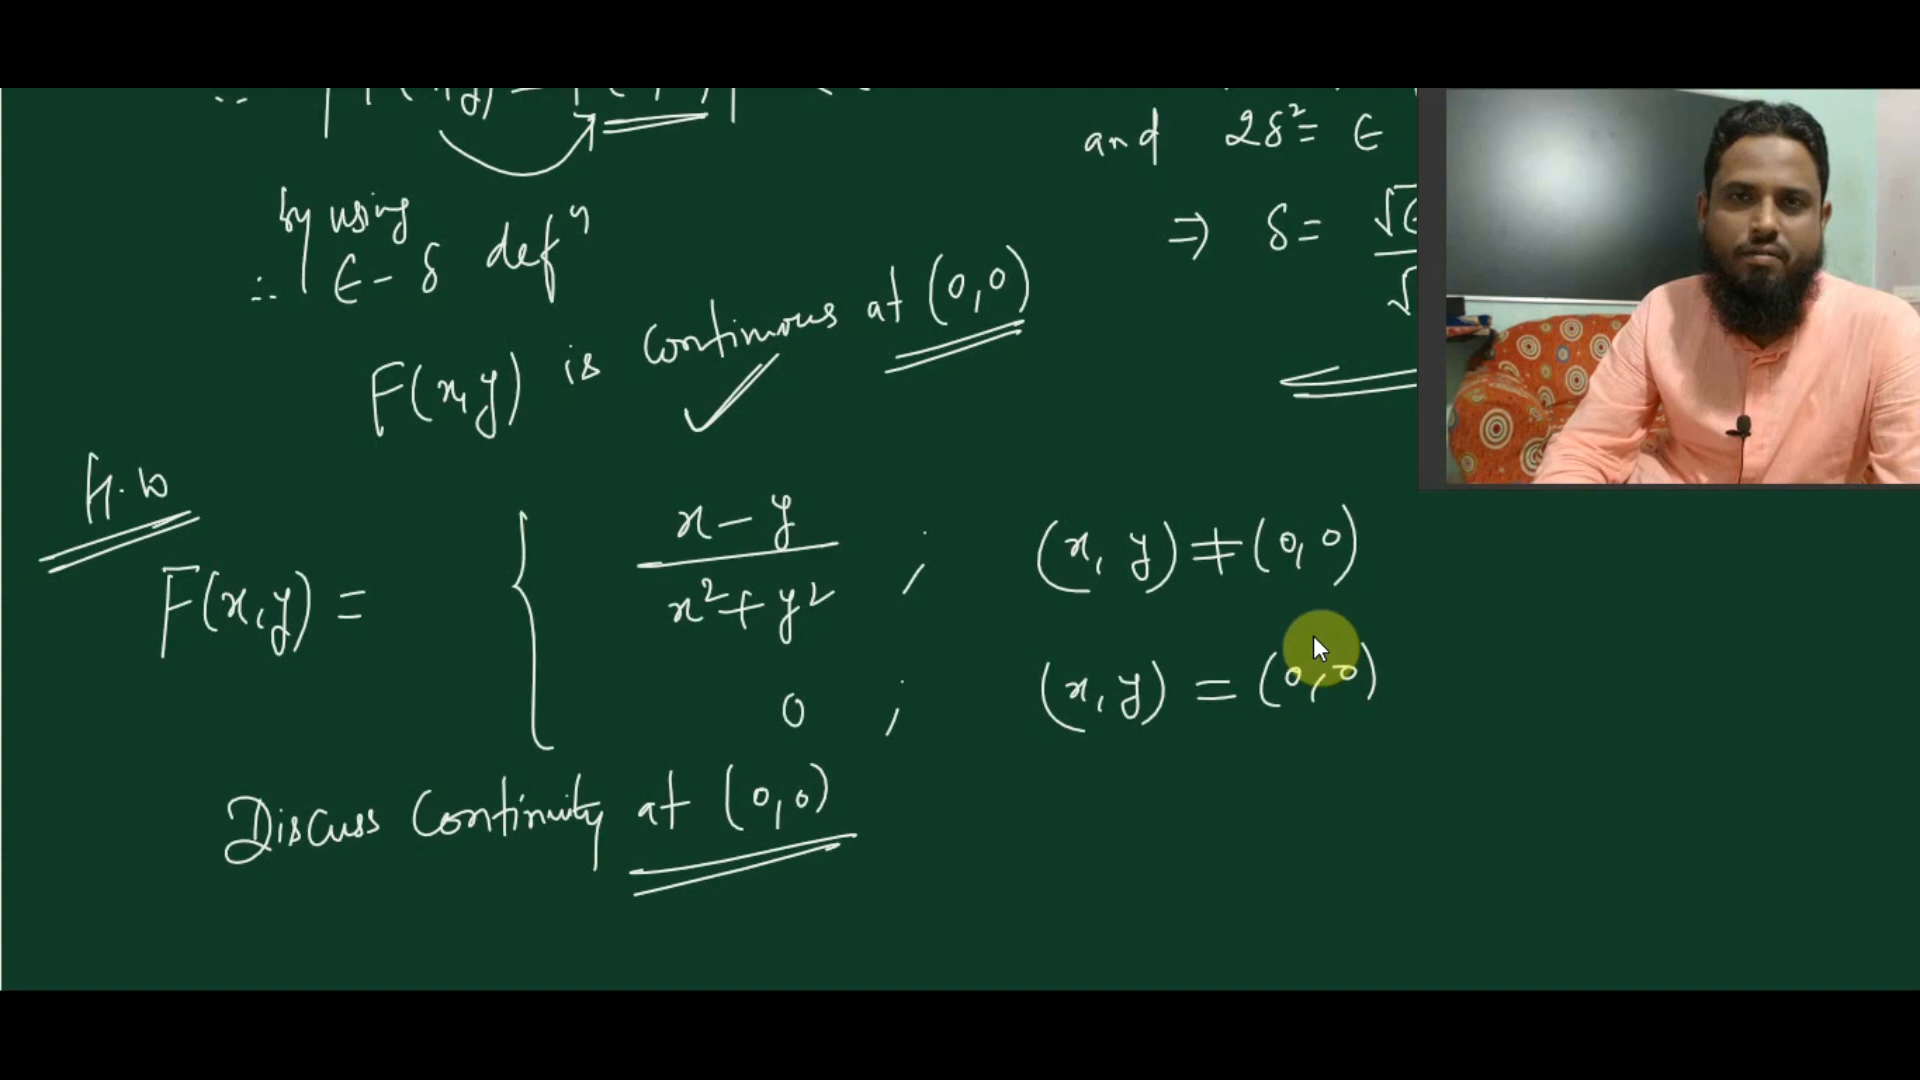 and 2δ² = ϵ
by using
∴ ϵ - δ defⁿ
⇒ δ = √ϵ / √
F(x,y) is continuous at (0,0)
H.W
F(x,y) = { x - y / x² + y² ; (x, y) ≠ (0, 0)
0 ; (x, y) = (0, 0)
Discuss Continuity at (0,0)